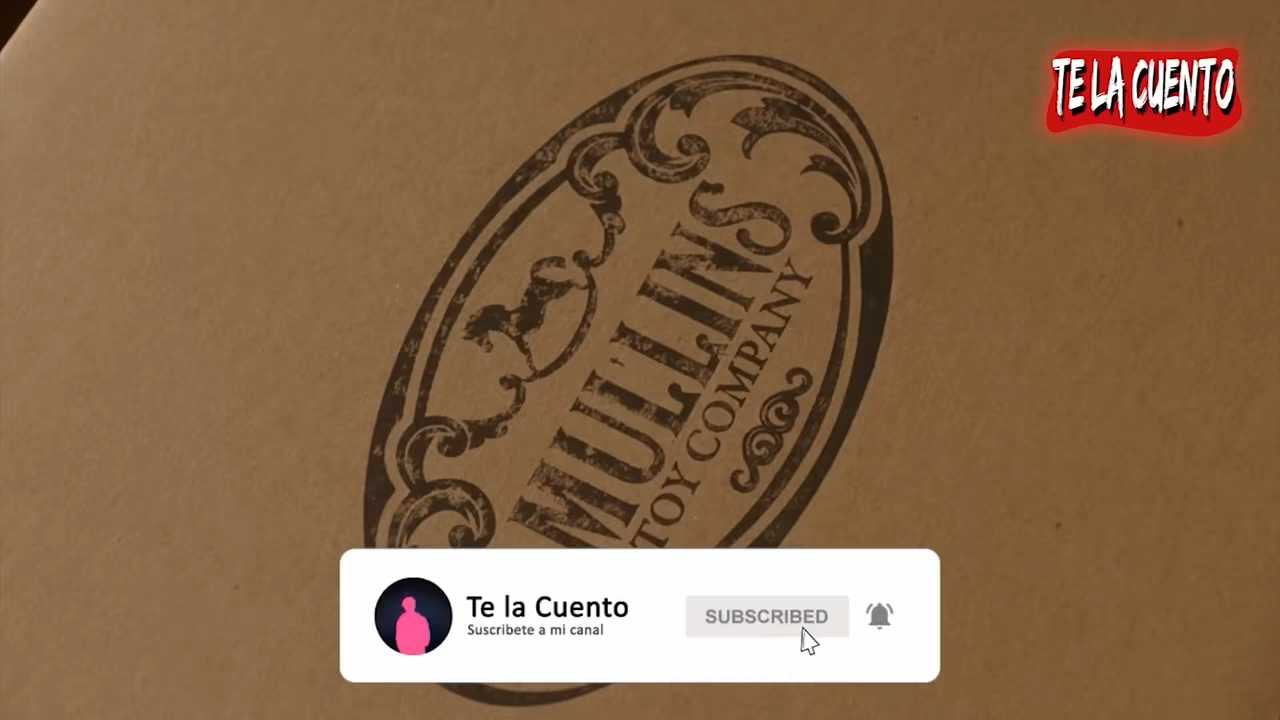 TE LA CUENTO
MULLINS
TOY COMPANY
Te la Cuento
Suscribete a mi canal
SUBSCRIBED